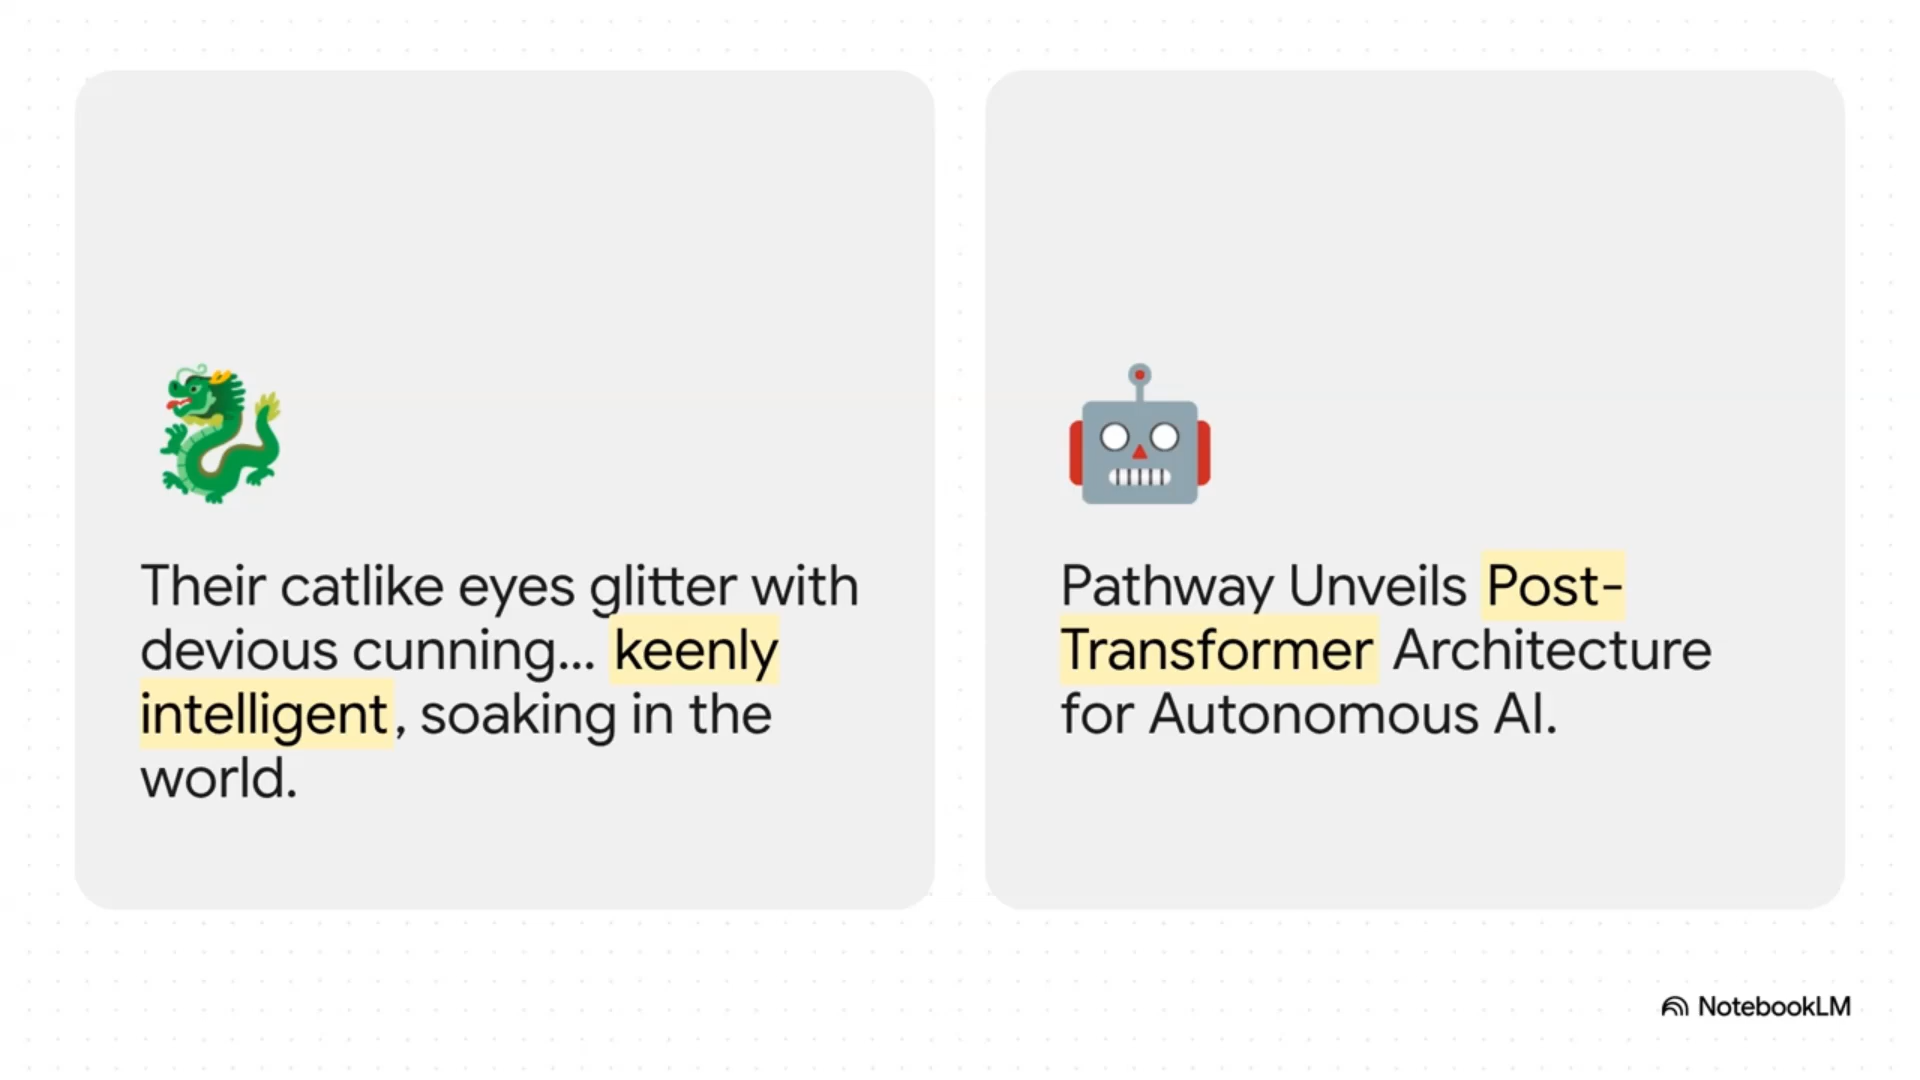 Their catlike eyes glitter with
devious cunning... keenly
intelligent, soaking in the
world.
Pathway Unveils Post-
Transformer Architecture
for Autonomous AI.
NotebookLM